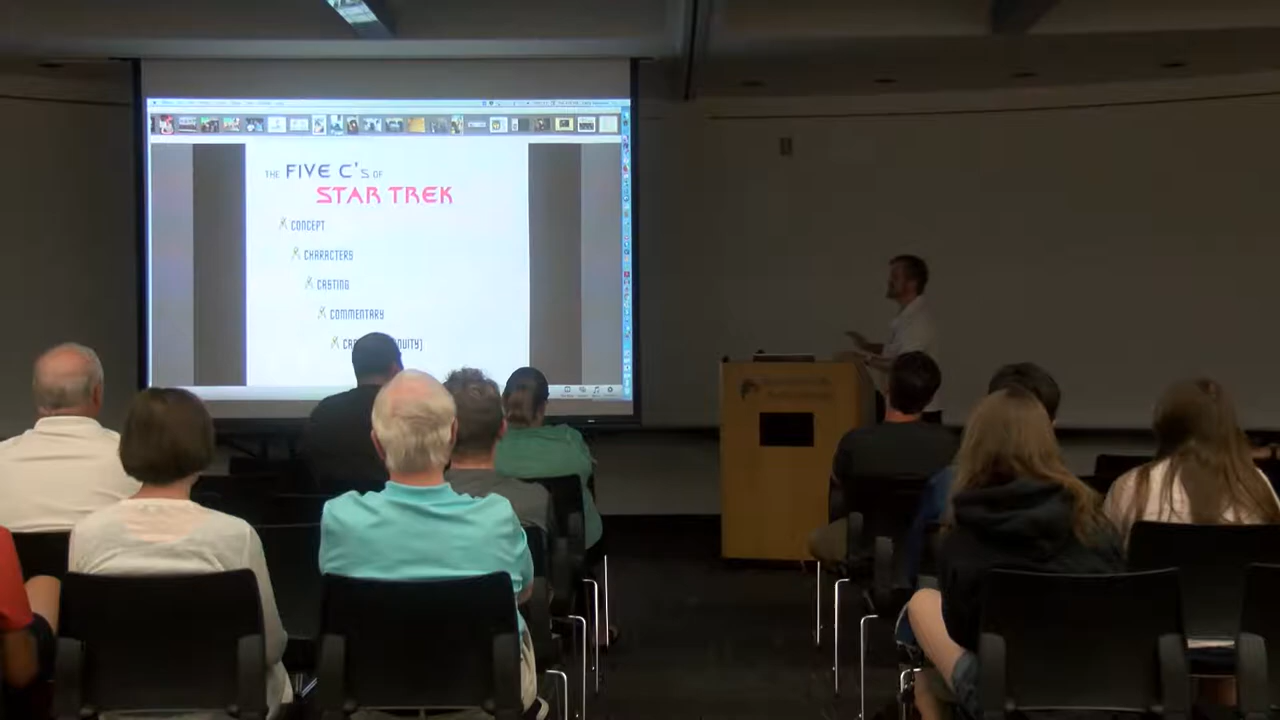 THE FIVE C's OF
STAR TREK
CONCEPT
CHARACTERS
CASTING
COMMENTARY